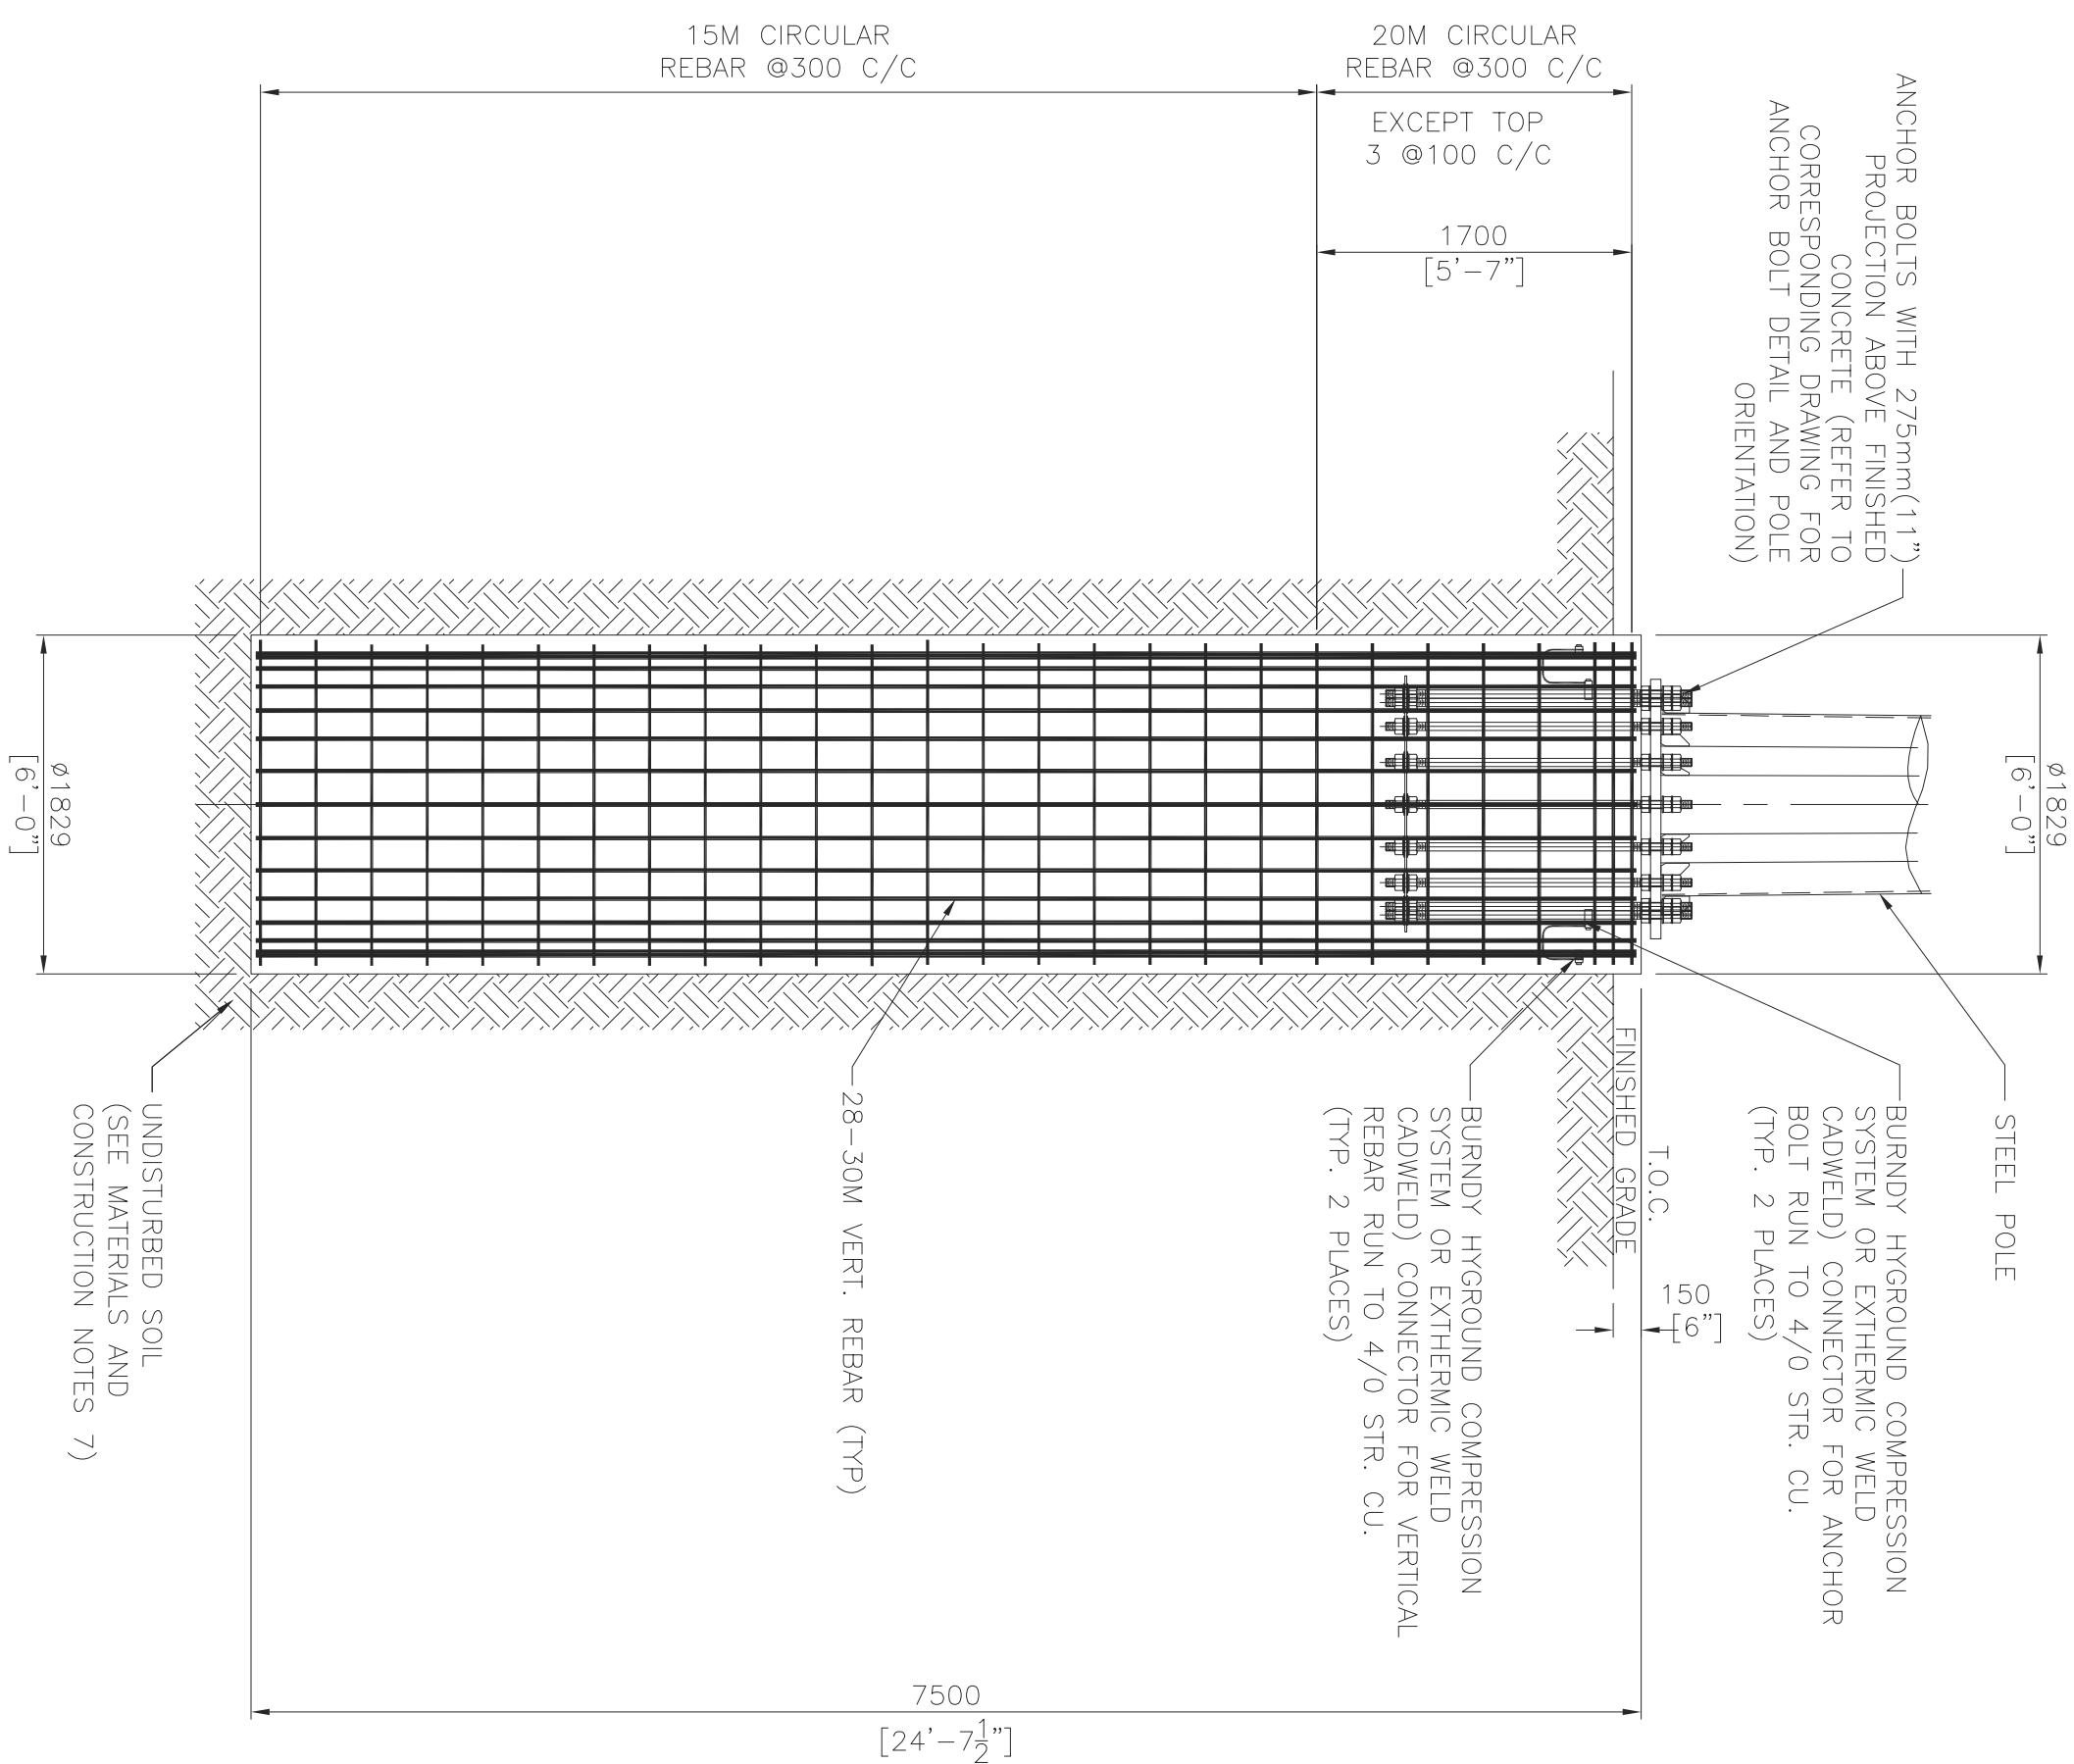 15M CIRCULAR
REBAR @300 C/C
20M CIRCULAR
REBAR @300 C/C
EXCEPT TOP
3 @100 C/C
1700
[5'-7"]
ANCHOR BOLTS WITH 275mm(11")
PROJECTION ABOVE FINISHED
CONCRETE (REFER TO
CORRESPONDING DRAWING FOR
ANCHOR BOLT DETAIL AND POLE
ORIENTATION)
Ø1829
[6'-0"]
Ø1829
[6'-0"]
STEEL POLE
BURNDY HYGROUND COMPRESSION
SYSTEM OR EXTHERMIC WELD
CADWELD) CONNECTOR FOR ANCHOR
BOLT RUN TO 4/0 STR. CU.
(TYP. 2 PLACES)
T.O.C.
FINISHED GRADE
150
[6"]
BURNDY HYGROUND COMPRESSION
SYSTEM OR EXTHERMIC WELD
CADWELD) CONNECTOR FOR VERTICAL
REBAR RUN TO 4/0 STR. CU.
(TYP. 2 PLACES)
28-30M VERT. REBAR (TYP)
UNDISTURBED SOIL
(SEE MATERIALS AND
CONSTRUCTION NOTES 7)
7500
[24'-7½"]